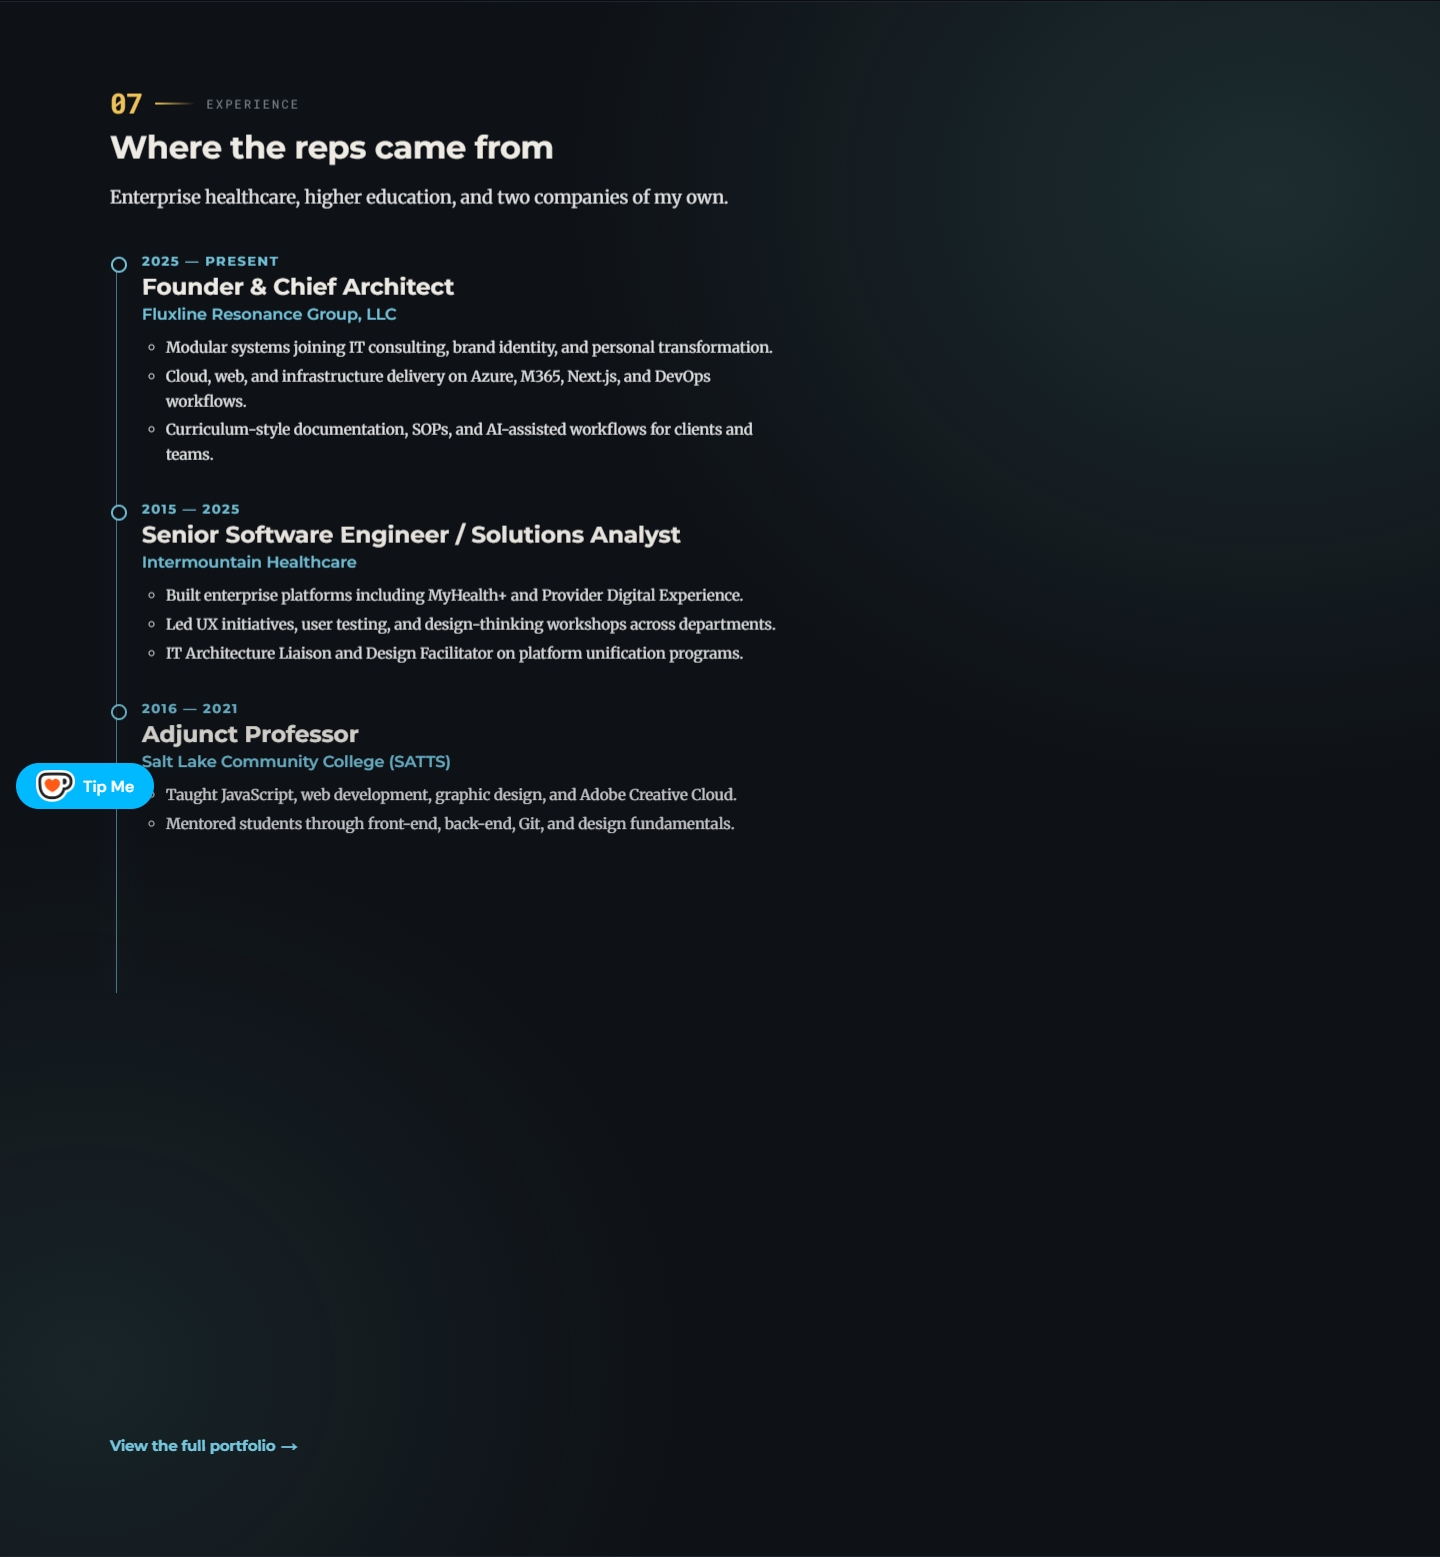 07 EXPERIENCE
Where the reps came from
Enterprise healthcare, higher education, and two companies of my own.
2025 — PRESENT
Founder & Chief Architect
Fluxline Resonance Group, LLC
Modular systems joining IT consulting, brand identity, and personal transformation.
Cloud, web, and infrastructure delivery on Azure, M365, Next.js, and DevOps
workflows.
Curriculum-style documentation, SOPs, and AI-assisted workflows for clients and
teams.
2015 — 2025
Senior Software Engineer / Solutions Analyst
Intermountain Healthcare
Built enterprise platforms including MyHealth+ and Provider Digital Experience.
Led UX initiatives, user testing, and design-thinking workshops across departments.
IT Architecture Liaison and Design Facilitator on platform unification programs.
2016 — 2021
Adjunct Professor
Salt Lake Community College (SATTS)
Tip Me
Taught JavaScript, web development, graphic design, and Adobe Creative Cloud.
Mentored students through front-end, back-end, Git, and design fundamentals.
View the full portfolio →